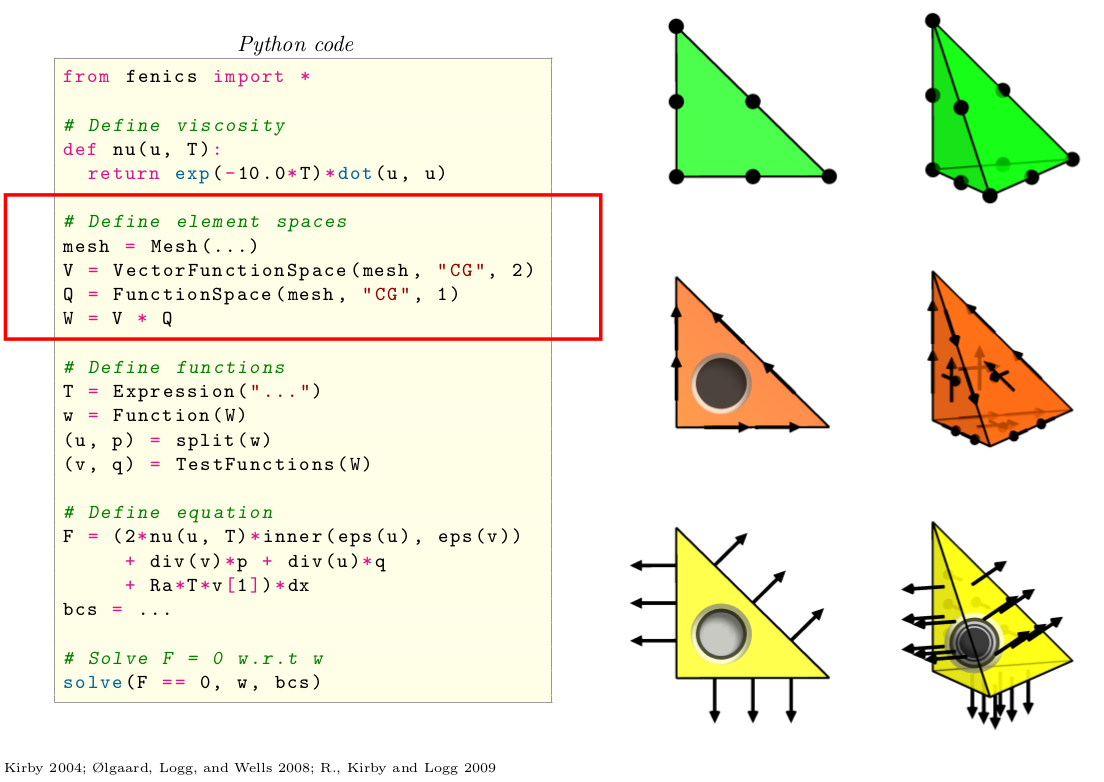 Python code
from fenics import *
# Define viscosity
def nu(u, T):
  return exp(-10.0*T)*dot(u, u)
# Define element spaces
mesh = Mesh(...)
V = VectorFunctionSpace(mesh, "CG", 2)
Q = FunctionSpace(mesh, "CG", 1)
W = V * Q
# Define functions
T = Expression("...")
w = Function(W)
(u, p) = split(w)
(v, q) = TestFunctions(W)
# Define equation
F = (2*nu(u, T)*inner(eps(u), eps(v))
     + div(v)*p + div(u)*q
     + Ra*T*v[1])*dx
bcs = ...
# Solve F = 0 w.r.t w
solve(F == 0, w, bcs)
Kirby 2004; Ølgaard, Logg, and Wells 2008; R., Kirby and Logg 2009